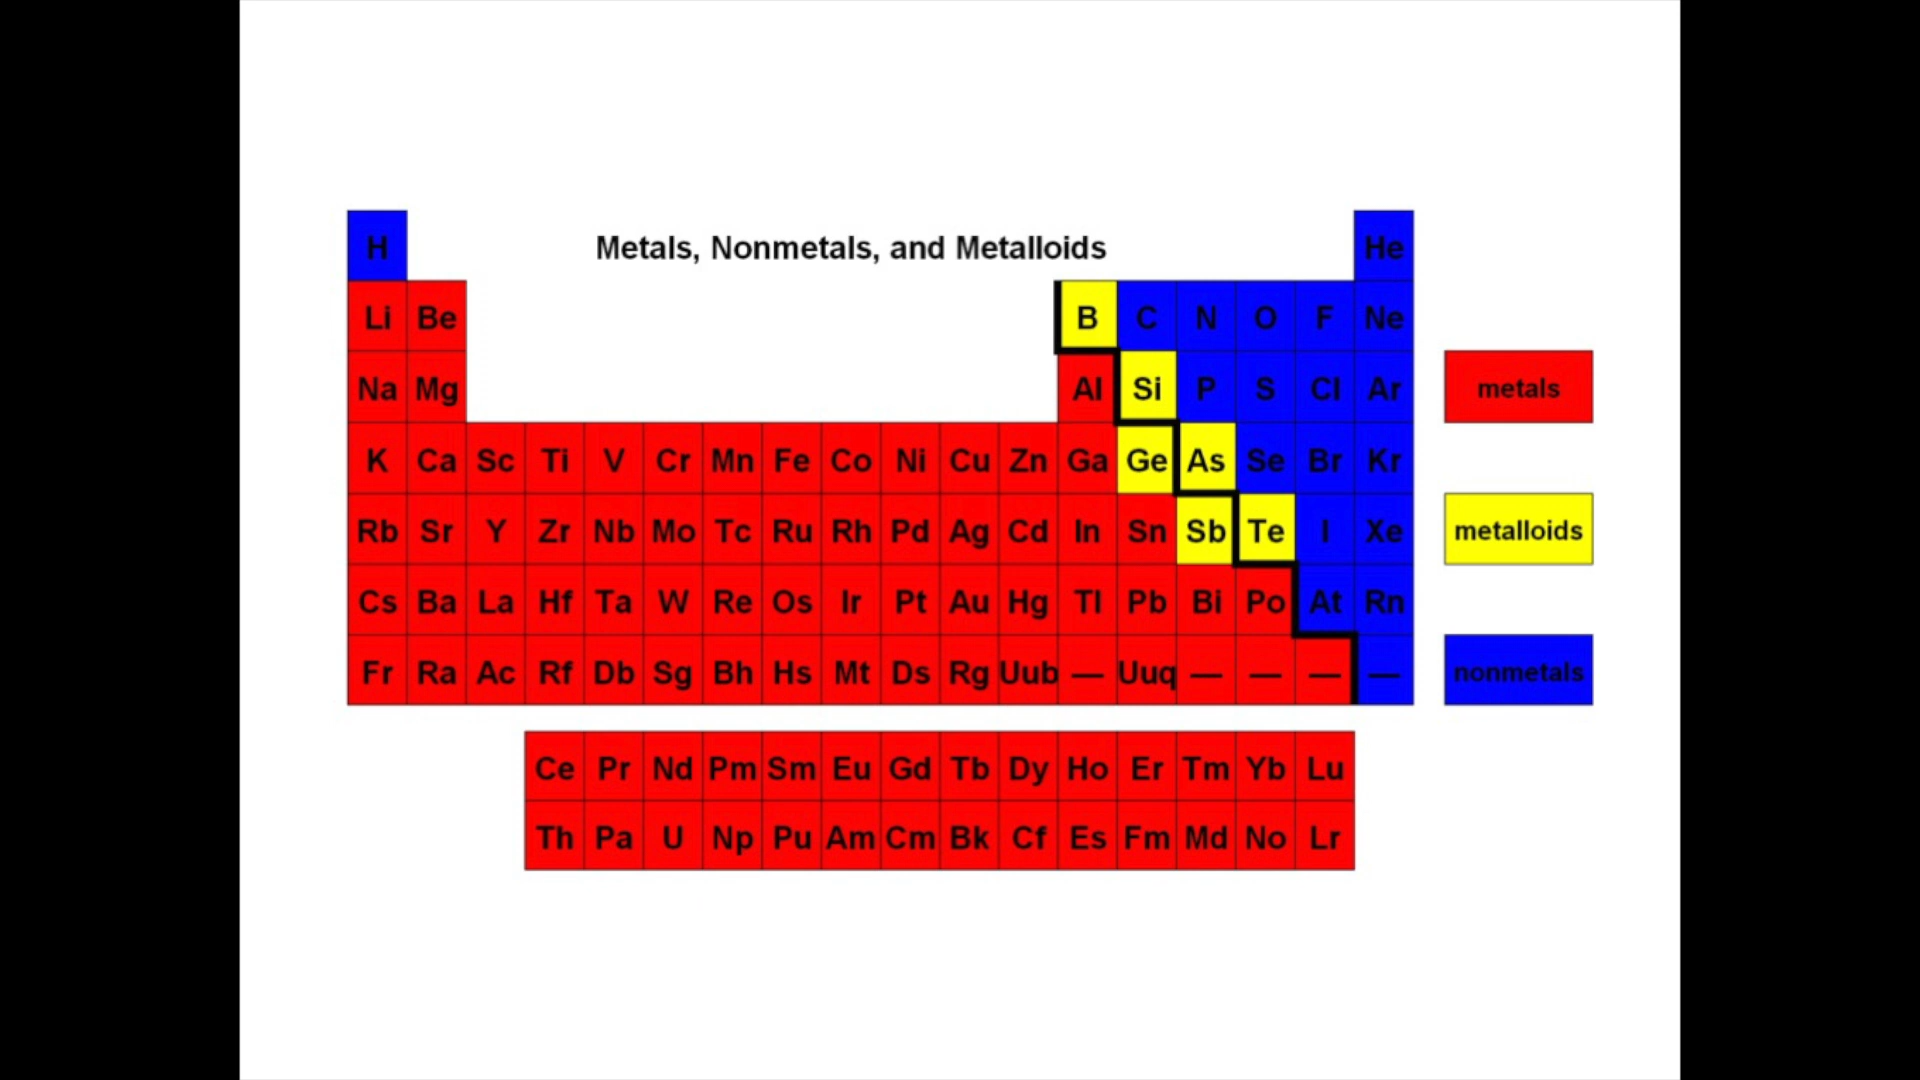 H Metals, Nonmetals, and Metalloids He
Li Be B C N O F Ne
Na Mg Al Si P S Cl Ar metals
K Ca Sc Ti V Cr Mn Fe Co Ni Cu Zn Ga Ge As Se Br Kr
Rb Sr Y Zr Nb Mo Tc Ru Rh Pd Ag Cd In Sn Sb Te I Xe metalloids
Cs Ba La Hf Ta W Re Os Ir Pt Au Hg Tl Pb Bi Po At Rn
Fr Ra Ac Rf Db Sg Bh Hs Mt Ds Rg Uub — Uuq — — — — nonmetals
Ce Pr Nd Pm Sm Eu Gd Tb Dy Ho Er Tm Yb Lu
Th Pa U Np Pu Am Cm Bk Cf Es Fm Md No Lr